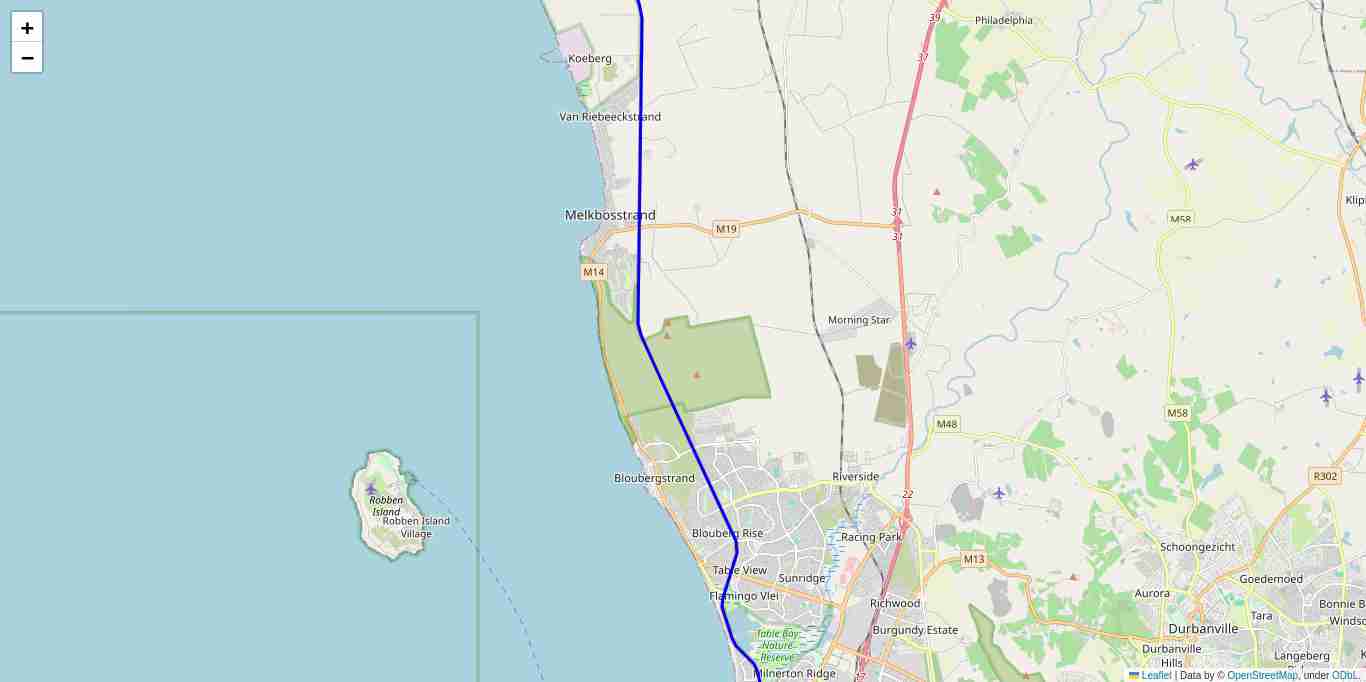 +
−
39
Philadelphia
37
Koeberg
Van Riebeeckstrand
M58
Klip
31
Melkbosstrand
M19
31
M14
Morning Star
M58
M48
R302
Bloubergstrand
Riverside
Robben
Island
22
Robben Island
Village
Blouberg Rise
Racing Park
Schoongezicht
M13
Table View
Sunridge
Goedemoed
Flamingo Vlei
Richwood
Aurora
Bonnie B
Tara
Windso
Table Bay
Nature
Reserve
Burgundy Estate
Durbanville
Durbanville
Hills
Langeberg
K
Milnerton Ridge
17
Leaflet | Data by © OpenStreetMap, under ODbL.